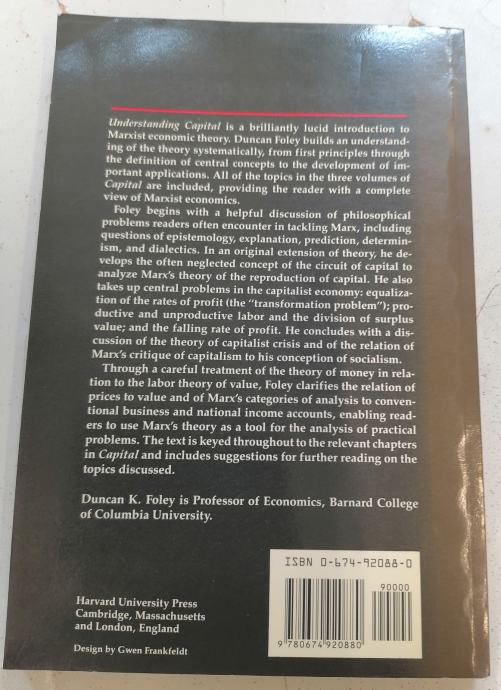 Understanding Capital is a brilliantly lucid introduction to
Marxist economic theory. Duncan Foley builds an understand-
ing of the theory systematically, from first principles through
the definition of central concepts to the development of im-
portant applications. All of the topics in the three volumes of
Capital are included, providing the reader with a complete
view of Marxist economics.
Foley begins with a helpful discussion of philosophical
problems readers often encounter in tackling Marx, including
questions of epistemology, explanation, prediction, determin-
ism, and dialectics. In an original extension of theory, he de-
velops the often neglected concept of the circuit of capital to
analyze Marx's theory of the reproduction of capital. He also
takes up central problems in the capitalist economy: equaliza-
tion of the rates of profit (the "transformation problem"); pro-
ductive and unproductive labor and the division of surplus
value; and the falling rate of profit. He concludes with a dis-
cussion of the theory of capitalist crisis and of the relation of
Marx's critique of capitalism to his conception of socialism.
Through a careful treatment of the theory of money in rela-
tion to the labor theory of value, Foley clarifies the relation of
prices to value and of Marx's categories of analysis to conven-
tional business and national income accounts, enabling read-
ers to use Marx's theory as a tool for the analysis of practical
problems. The text is keyed throughout to the relevant chapters
in Capital and includes suggestions for further reading on the
topics discussed.
Duncan K. Foley is Professor of Economics, Barnard College
of Columbia University.
ISBN 0-674-92088-0
90000
9 780674 920880
Harvard University Press
Cambridge, Massachusetts
and London, England
Design by Gwen Frankfeldt